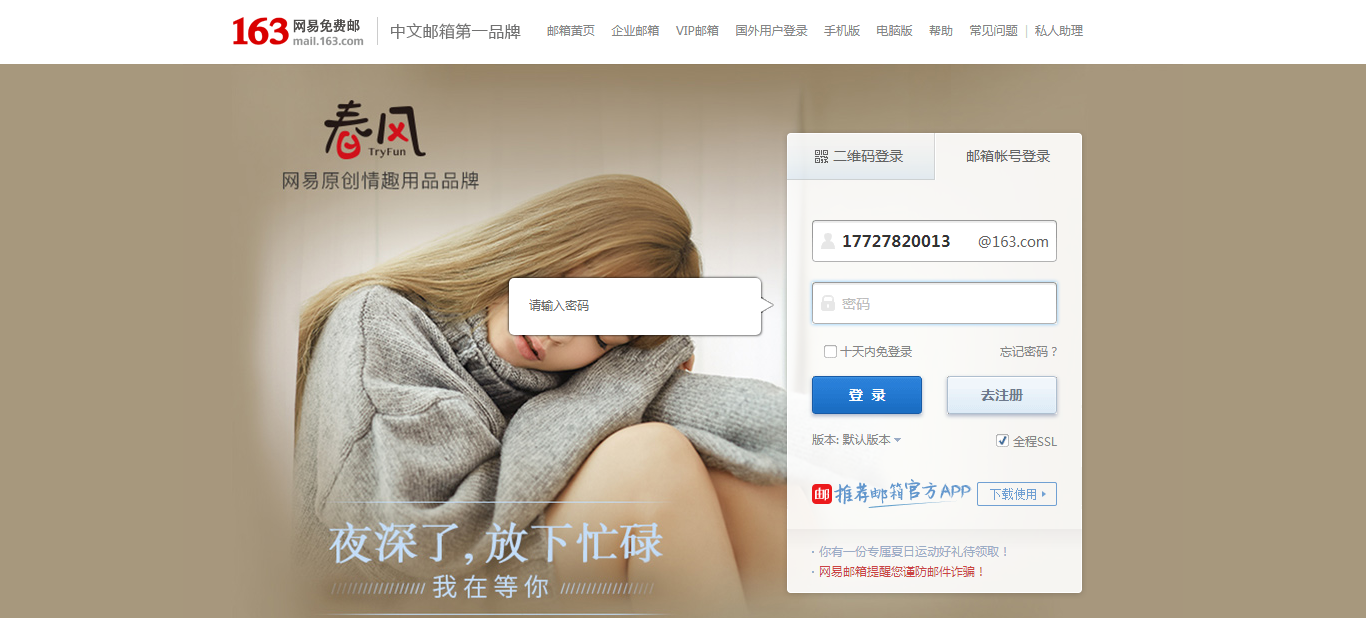 163 网易免费邮
mail.163.com
中文邮箱第一品牌
邮箱黄页 企业邮箱 VIP邮箱 国外用户登录 手机版 电脑版 帮助 常见问题 | 私人助理
春风
TryFun
网易原创情趣用品品牌
二维码登录 邮箱帐号登录
17727820013 @163.com
请输入密码
密码
十天内免登录 忘记密码?
登 录 去注册
版本: 默认版本 全程SSL
邮 推荐邮箱官方APP 下载使用
夜深了, 放下忙碌
我在等你
· 你有一份专属夏日运动好礼待领取!
· 网易邮箱提醒您谨防邮件诈骗!